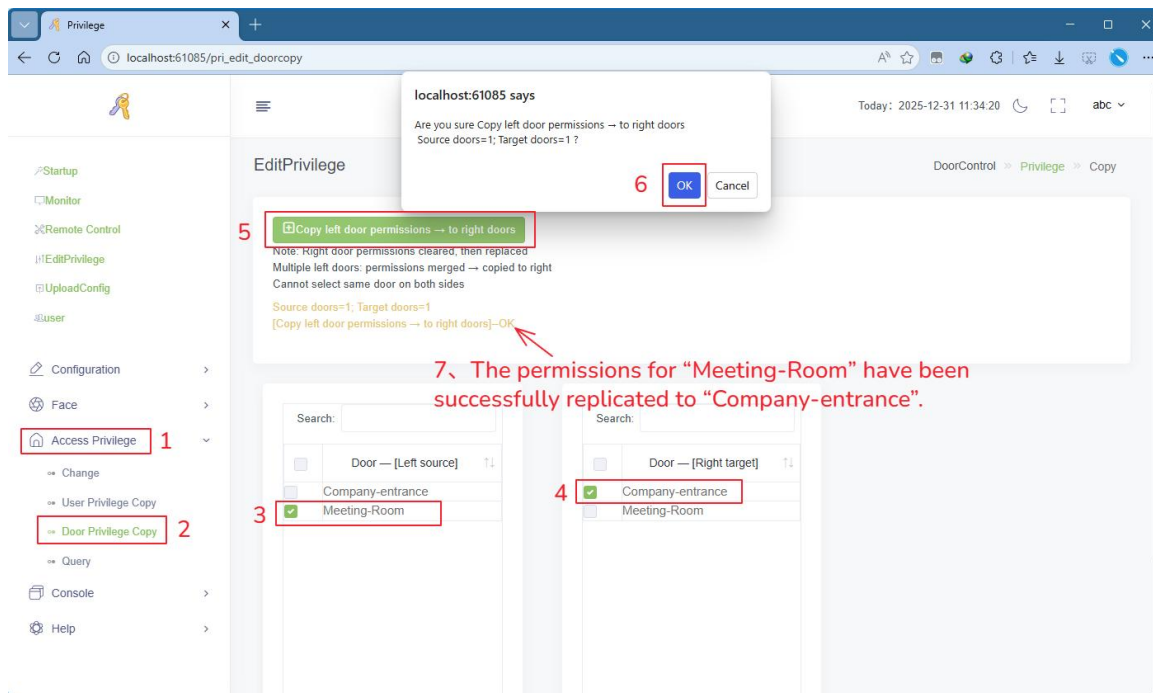 Privilege
localhost:61085/pri_edit_doorcopy
localhost:61085 says
Are you sure Copy left door permissions → to right doors
Source doors=1; Target doors=1 ?
6
OK
Cancel
Today: 2025-12-31 11:34:20
abc
Startup
Monitor
Remote Control
EditPrivilege
UploadConfig
user
Configuration
Face
Access Privilege
1
Change
User Privilege Copy
Door Privilege Copy
2
Query
Console
Help
EditPrivilege
DoorControl » Privilege » Copy
5
Copy left door permissions → to right doors
Note: Right door permissions cleared, then replaced
Multiple left doors: permissions merged → copied to right
Cannot select same door on both sides
Source doors=1; Target doors=1
[Copy left door permissions → to right doors]--OK
7、The permissions for “Meeting-Room” have been
successfully replicated to “Company-entrance”.
Search:
Door — [Left source]
Company-entrance
3
Meeting-Room
Search:
Door — [Right target]
4
Company-entrance
Meeting-Room